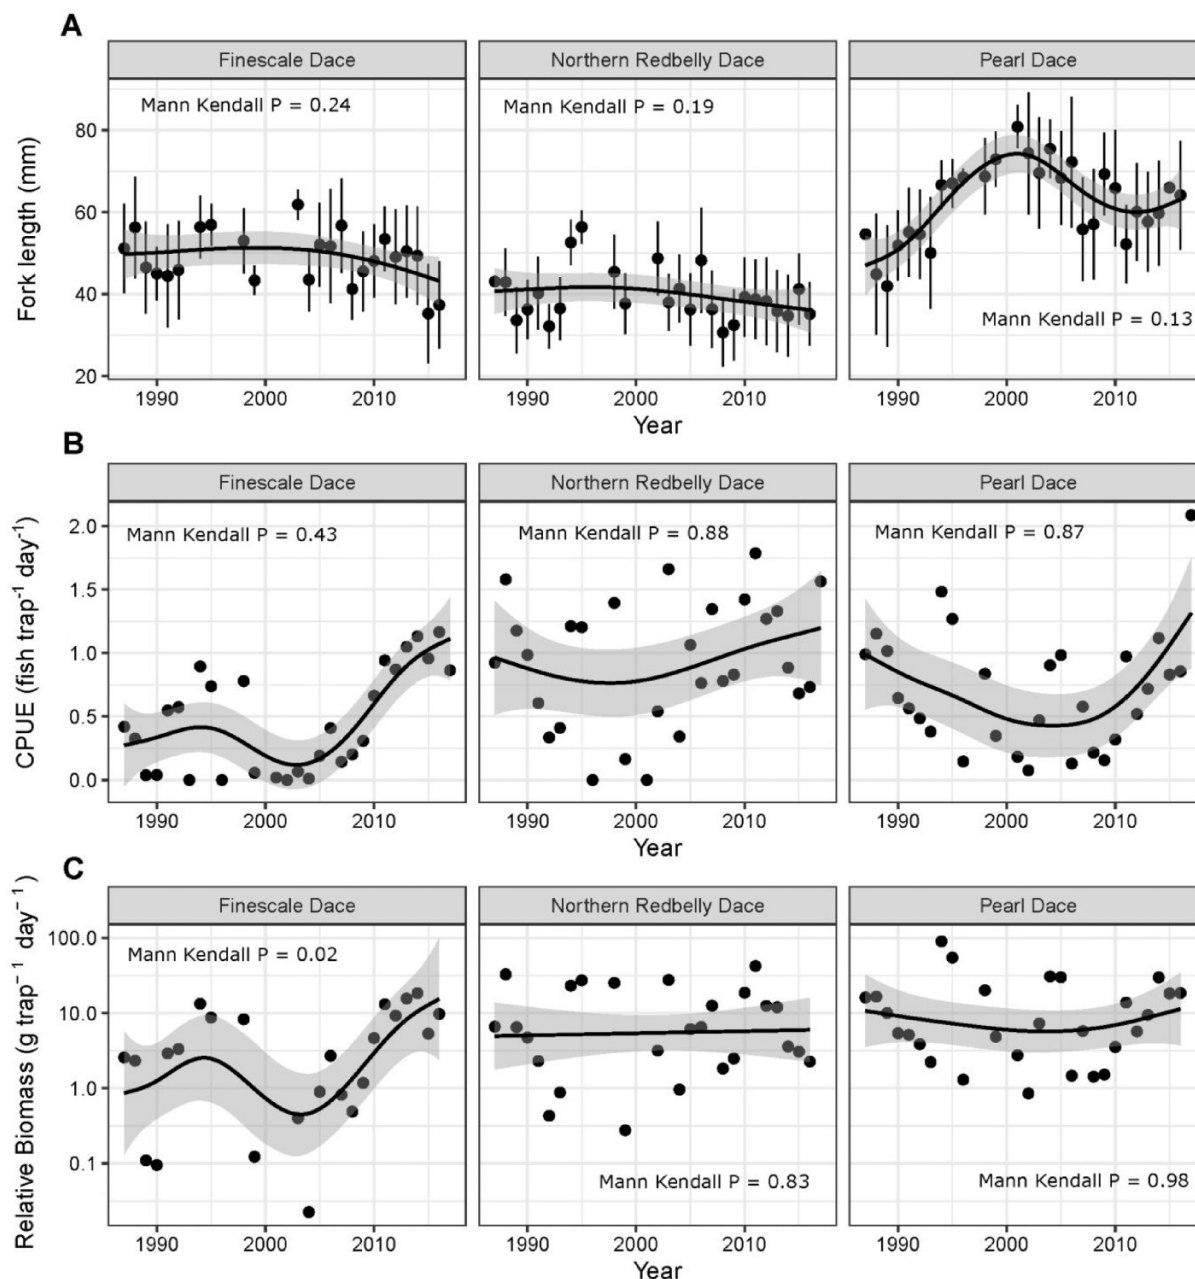 A
Finescale Dace Northern Redbelly Dace Pearl Dace
Mann Kendall P = 0.24 Mann Kendall P = 0.19
80
60
40
20
Mann Kendall P = 0.13
Fork length (mm)
1990 2000 2010 1990 2000 2010 1990 2000 2010
Year
B
Finescale Dace Northern Redbelly Dace Pearl Dace
Mann Kendall P = 0.43 Mann Kendall P = 0.88 Mann Kendall P = 0.87
2.0
1.5
1.0
0.5
0.0
CPUE (fish trap⁻¹ day⁻¹)
1990 2000 2010 1990 2000 2010 1990 2000 2010
Year
C
Finescale Dace Northern Redbelly Dace Pearl Dace
Mann Kendall P = 0.02
100.0
10.0
1.0
0.1
Mann Kendall P = 0.83 Mann Kendall P = 0.98
Relative Biomass (g trap⁻¹ day⁻¹)
1990 2000 2010 1990 2000 2010 1990 2000 2010
Year